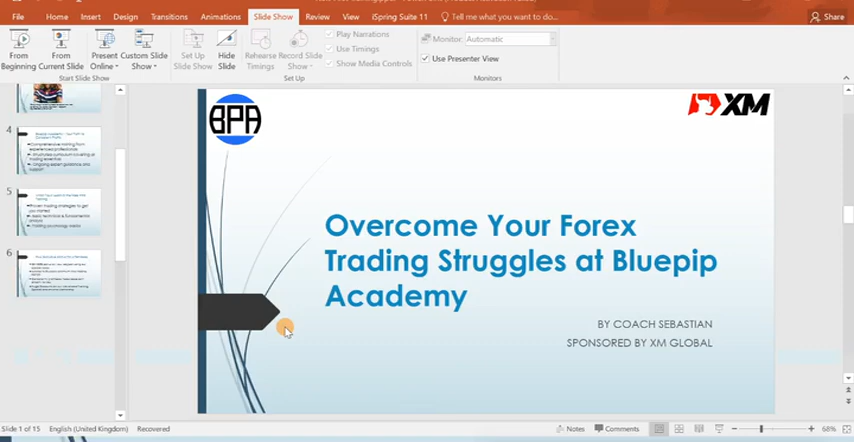 File Home Insert Design Transitions Animations Slide Show Review View iSpring Suite 11 Tell me what you want to do... Share
From Beginning
From Current Slide
Present Online
Custom Slide Show
Set Up Slide Show
Hide Slide
Rehearse Timings
Record Slide Show
Play Narrations
Use Timings
Show Media Controls
Monitor: Automatic
Use Presenter View
Start Slide Show Set Up Monitors
4
5
6
BPA
XM
Overcome Your Forex
Trading Struggles at Bluepip
Academy
BY COACH SEBASTIAN
SPONSORED BY XM GLOBAL
Slide 1 of 15 English (United Kingdom) Recovered Notes Comments 68%